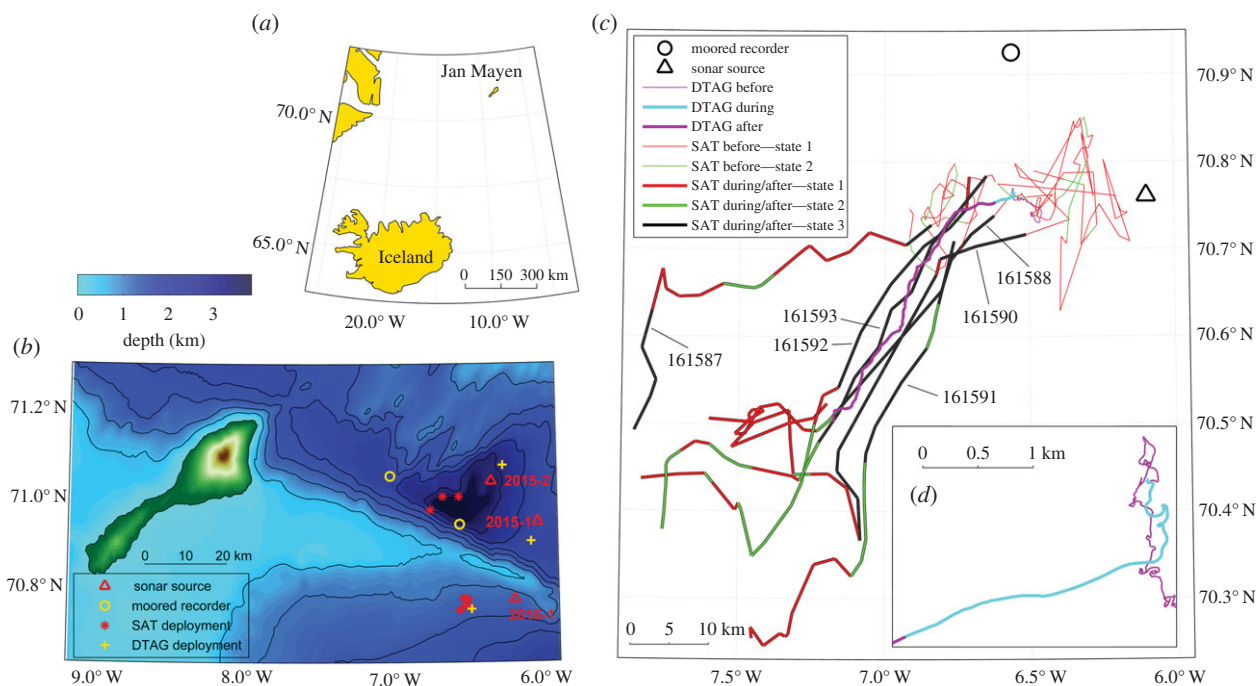 (a)
Jan Mayen
70.0° N
65.0° N
Iceland
0 150 300 km
20.0° W 10.0° W
0 1 2 3
depth (km)
(b)
71.2° N
71.0° N
70.8° N
2015-2
2015-1
2016-1
0 10 20 km
sonar source
moored recorder
SAT deployment
DTAG deployment
9.0° W 8.0° W 7.0° W 6.0° W
(c)
moored recorder
sonar source
DTAG before
DTAG during
DTAG after
SAT before—state 1
SAT before—state 2
SAT during/after—state 1
SAT during/after—state 2
SAT during/after—state 3
70.9° N
70.8° N
70.7° N
70.6° N
70.5° N
70.4° N
70.3° N
161588
161590
161593
161592
161587
161591
0 5 10 km
7.5° W 7.0° W 6.5° W 6.0° W
0 0.5 1 km
(d)